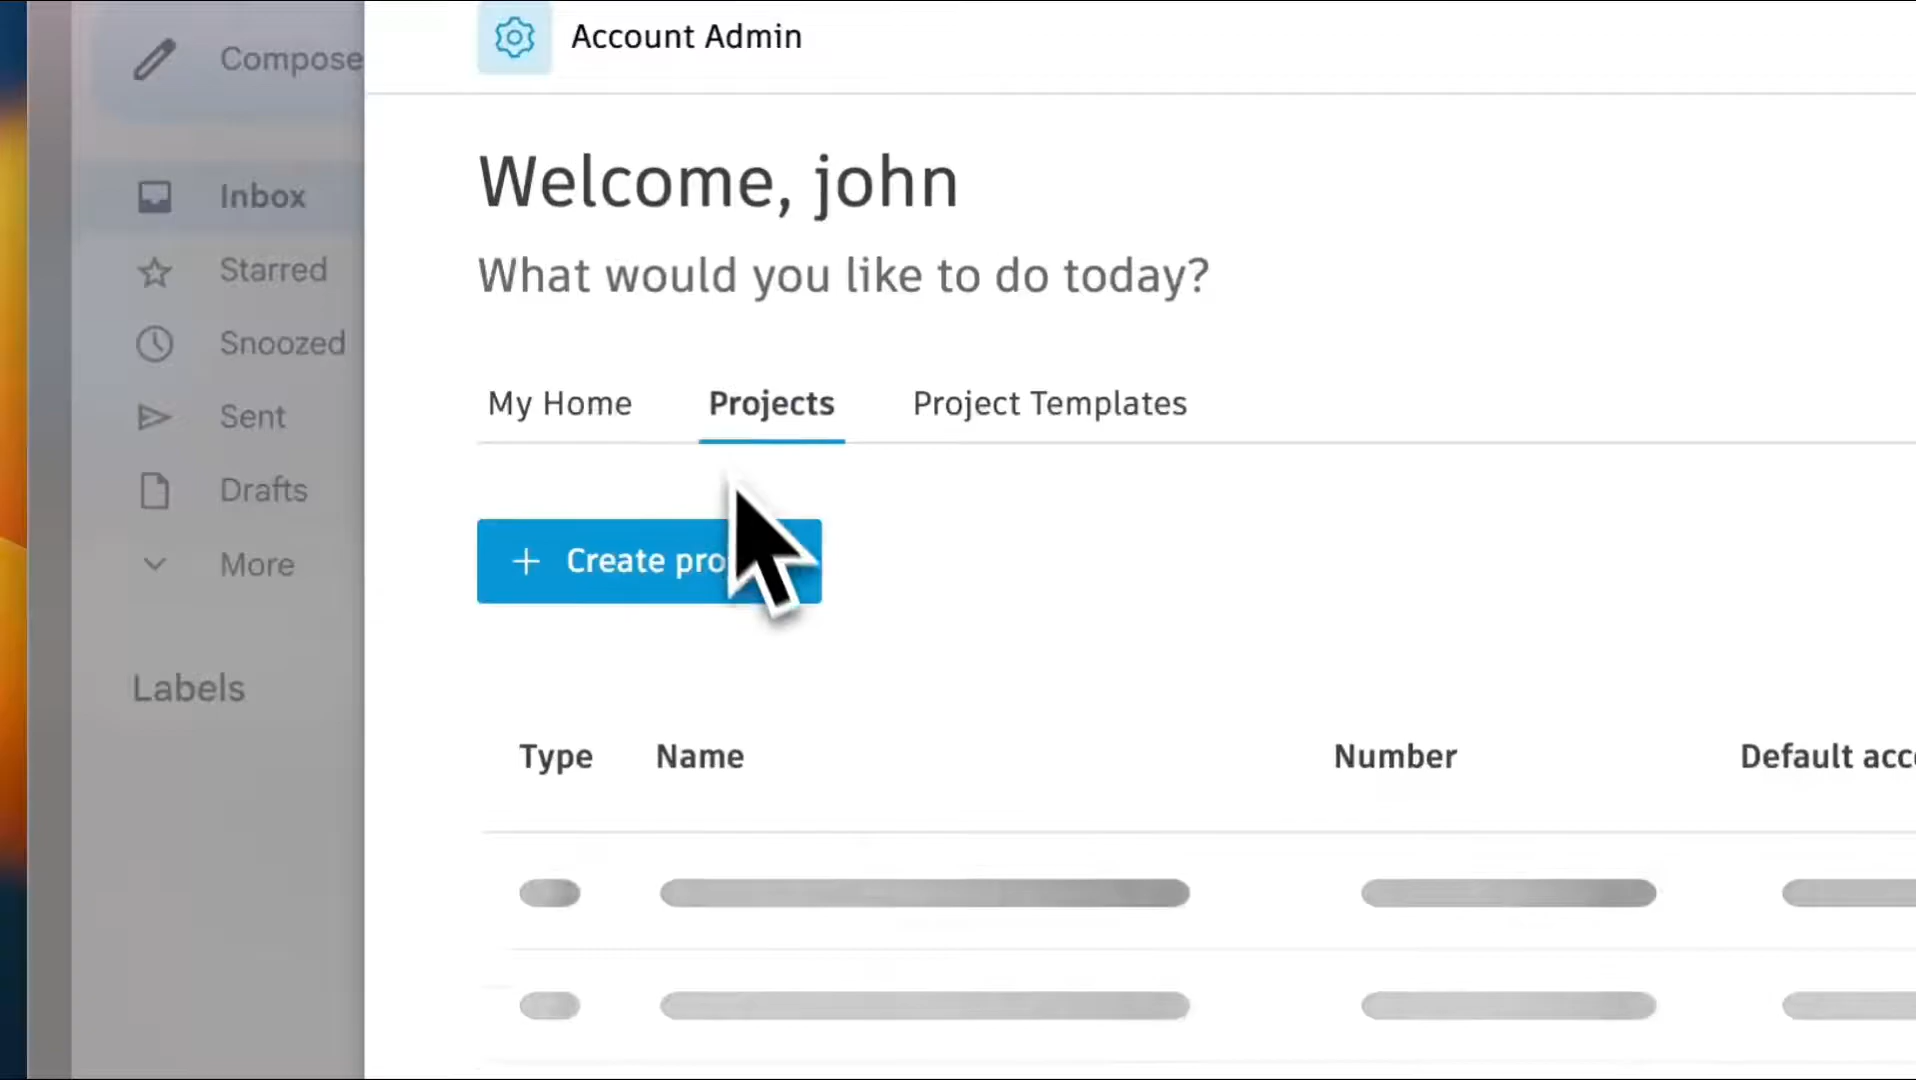 Compose
Inbox
Starred
Snoozed
Sent
Drafts
More
Labels
Account Admin
Welcome, john
What would you like to do today?
My Home Projects Project Templates
+ Create pro
Type Name Number Default acc